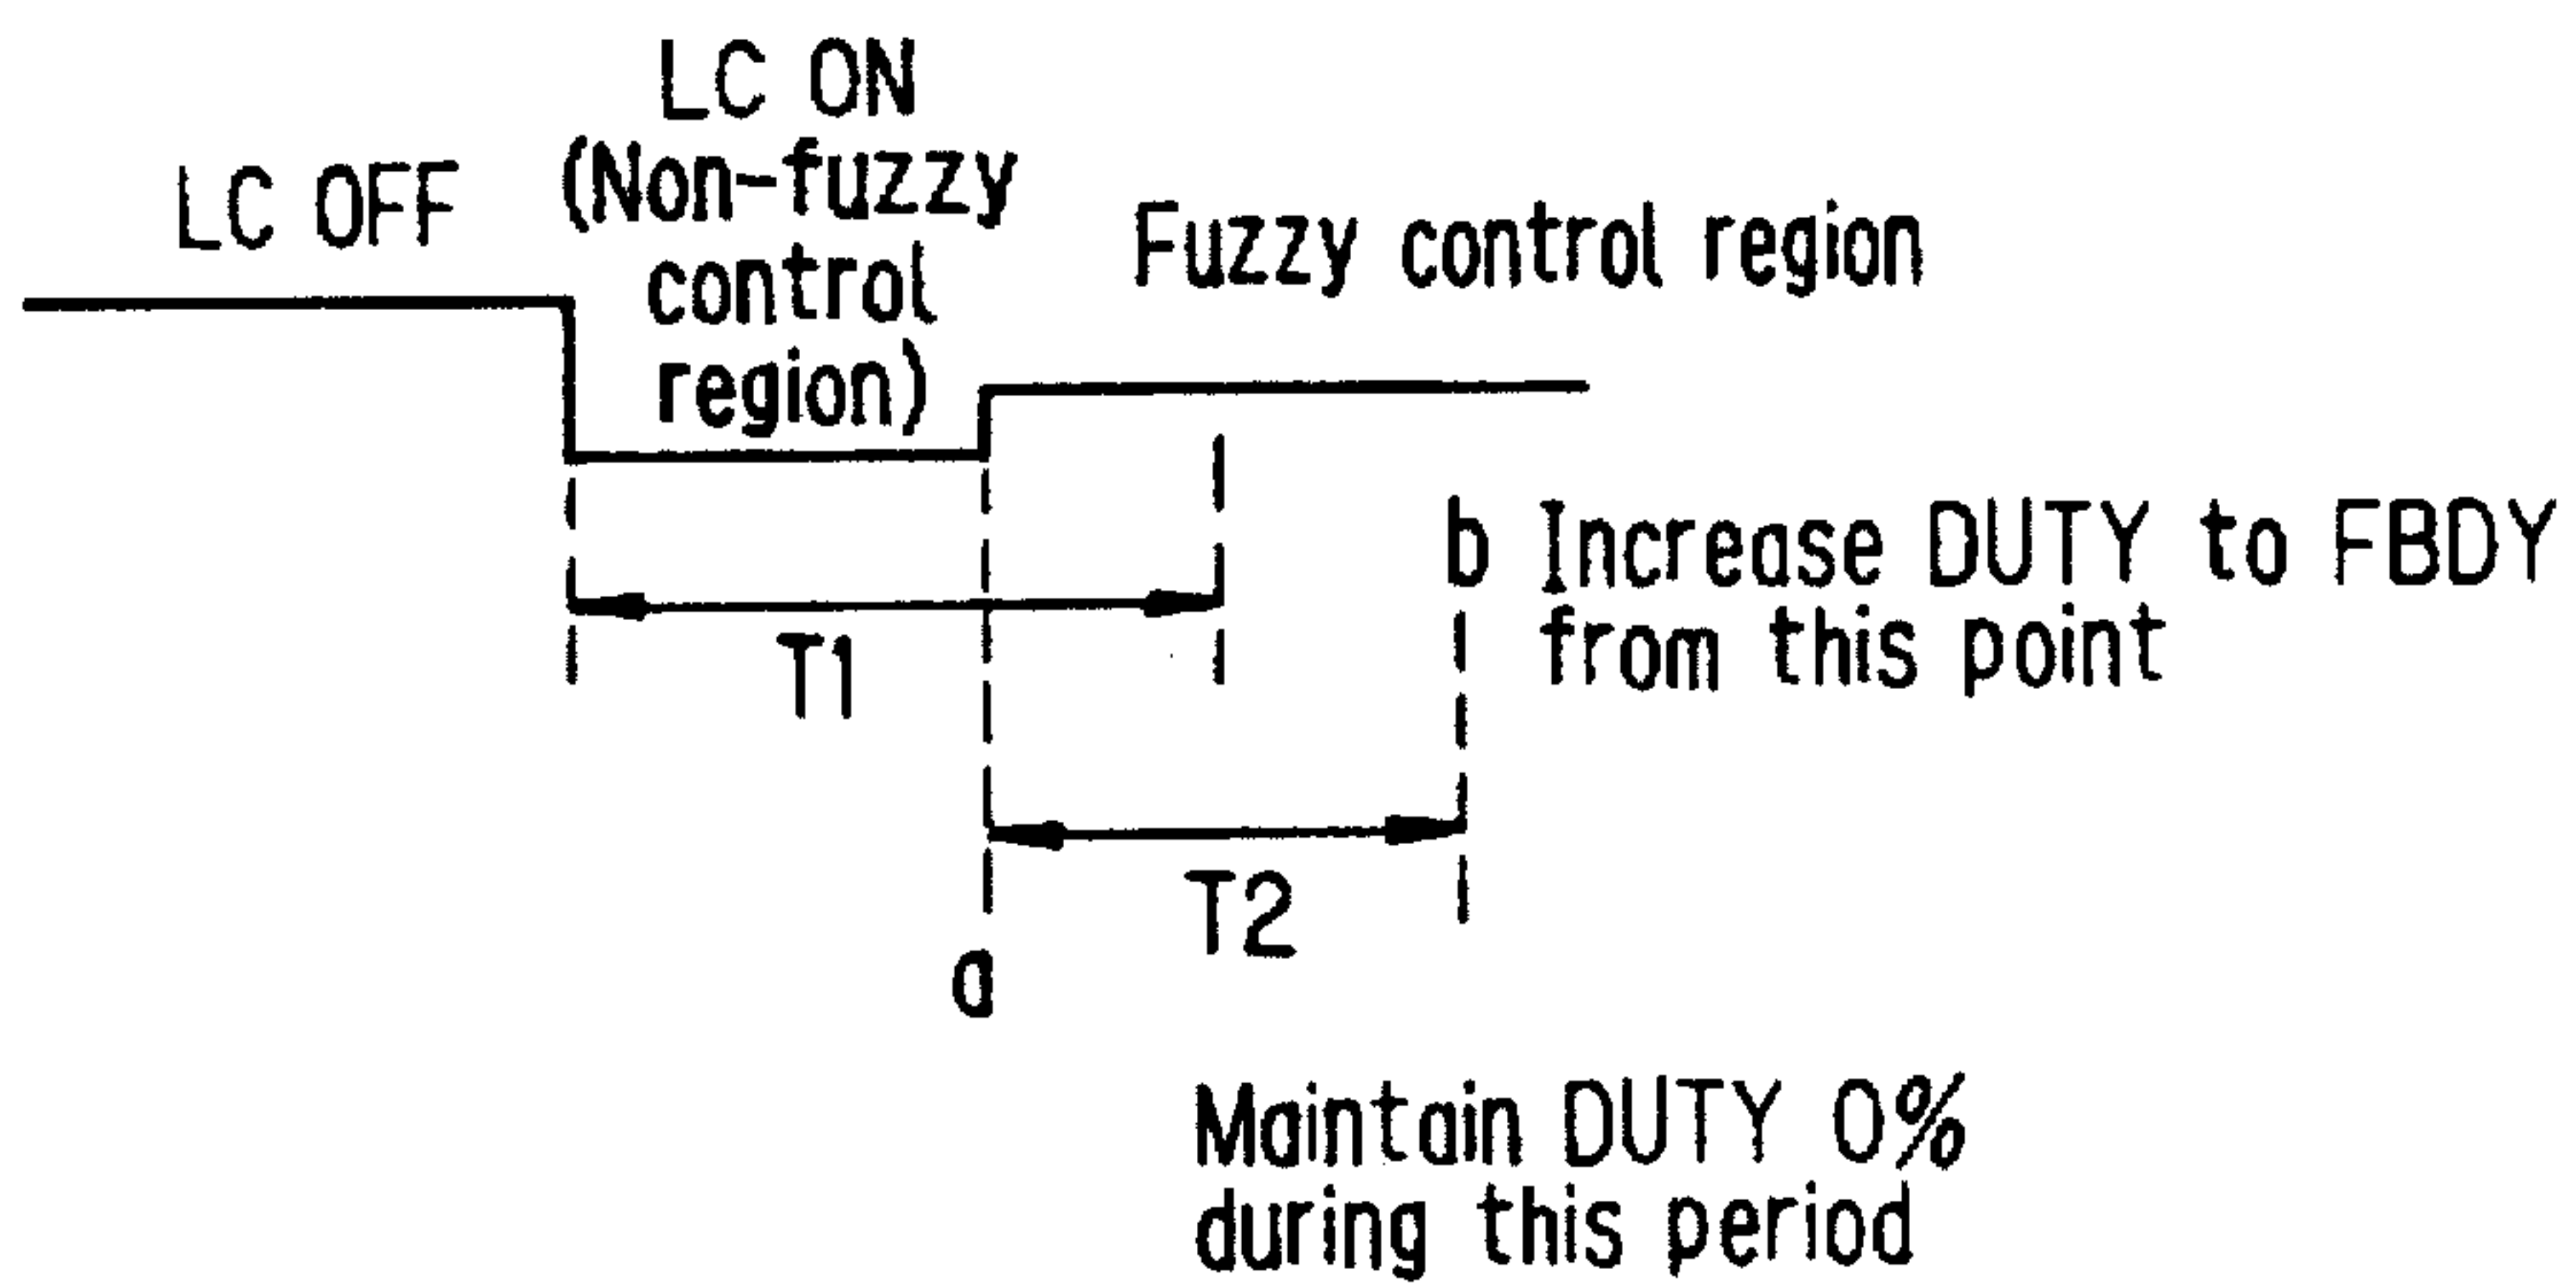 LC OFF
LC ON
(Non-fuzzy
control
region)
Fuzzy control region
b Increase DUTY to FBDY
from this point
T1
T2
a
Maintain DUTY 0%
during this period